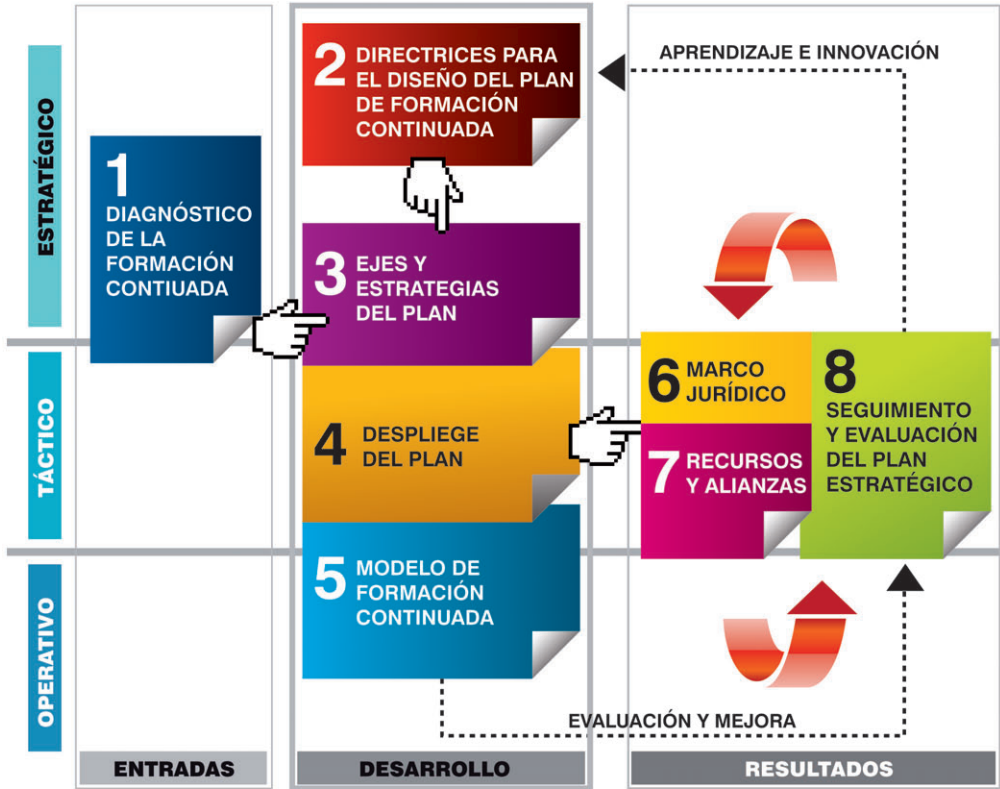 ESTRATÉGICO
TÁCTICO
OPERATIVO
1
DIAGNÓSTICO
DE LA
FORMACIÓN
CONTIUADA
2
DIRECTRICES PARA
EL DISEÑO DEL PLAN
DE FORMACIÓN
CONTINUADA
3
EJES Y
ESTRATEGIAS
DEL PLAN
4
DESPLIEGE
DEL PLAN
5
MODELO DE
FORMACIÓN
CONTINUADA
APRENDIZAJE E INNOVACIÓN
6
MARCO
JURÍDICO
7
RECURSOS
Y ALIANZAS
8
SEGUIMIENTO
Y EVALUACIÓN
DEL PLAN
ESTRATÉGICO
EVALUACIÓN Y MEJORA
ENTRADAS
DESARROLLO
RESULTADOS